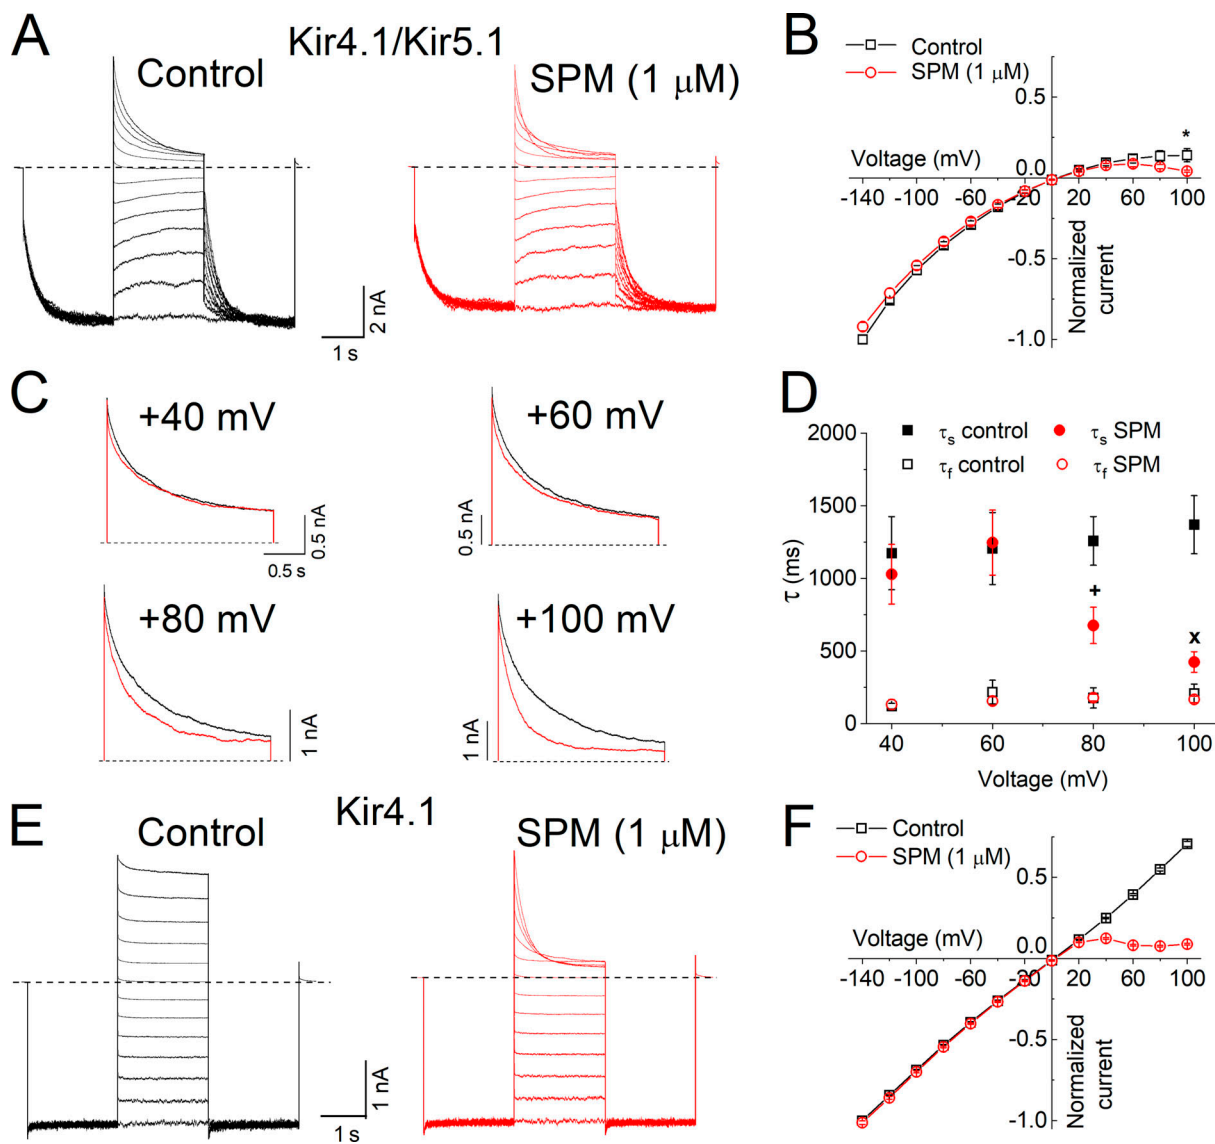 A
Kir4.1/Kir5.1
Control
SPM (1 μM)
2 nA
1 s
B
Control
SPM (1 μM)
0.5
*
Voltage (mV)
0.0
-140
-100
-60
-20
20
60
100
-0.5
-1.0
Normalized
current
C
+40 mV
0.5 nA
0.5 s
+60 mV
0.5 nA
+80 mV
1 nA
+100 mV
1 nA
D
2000
1500
1000
500
0
τ (ms)
τs control
τs SPM
τf control
τf SPM
+
x
40
60
80
100
Voltage (mV)
E
Kir4.1
Control
SPM (1 μM)
1 nA
1 s
F
Control
SPM (1 μM)
0.5
Voltage (mV)
0.0
-140
-100
-60
-20
20
60
100
-0.5
-1.0
Normalized
current